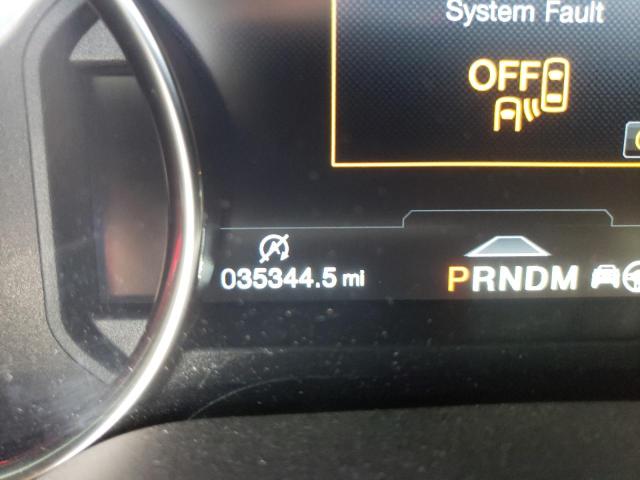 System Fault
OFF
035344.5 mi
PRNDM